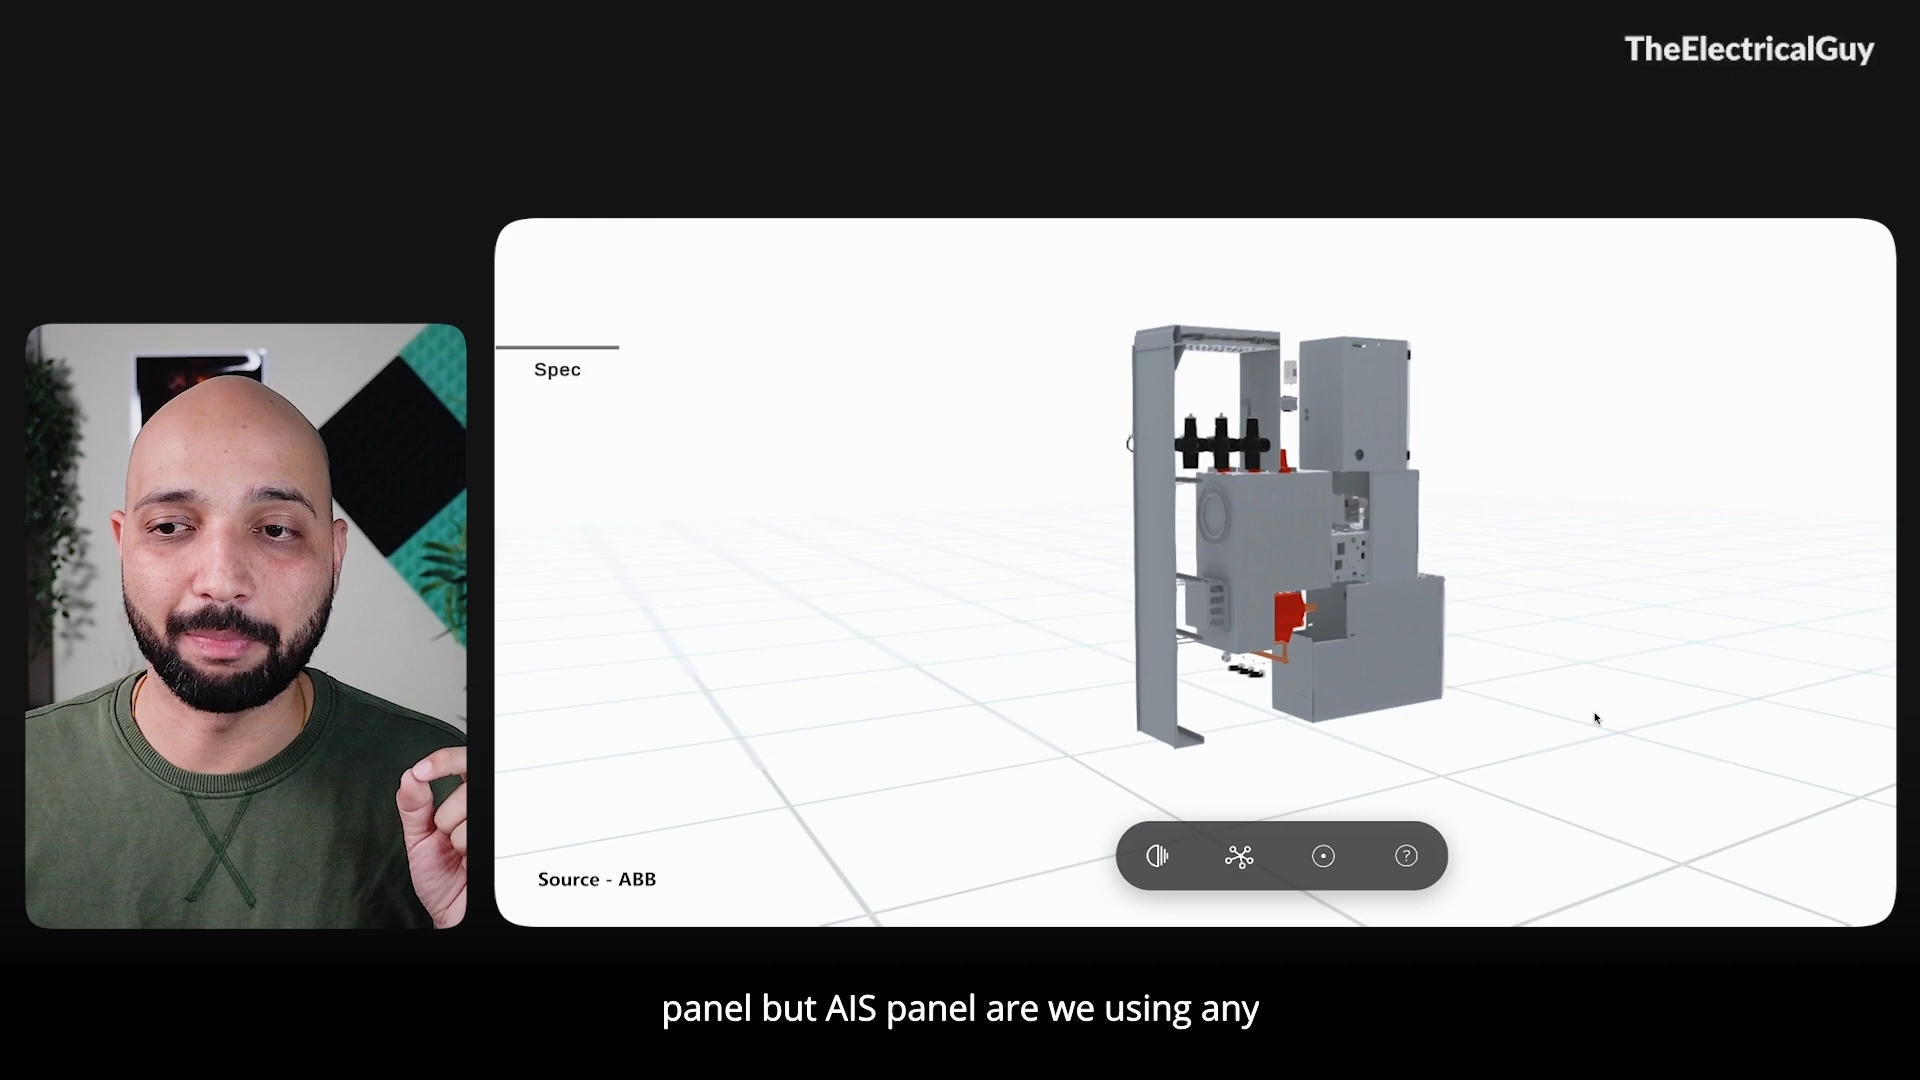 TheElectricalGuy
Spec
Source - ABB
panel but AIS panel are we using any